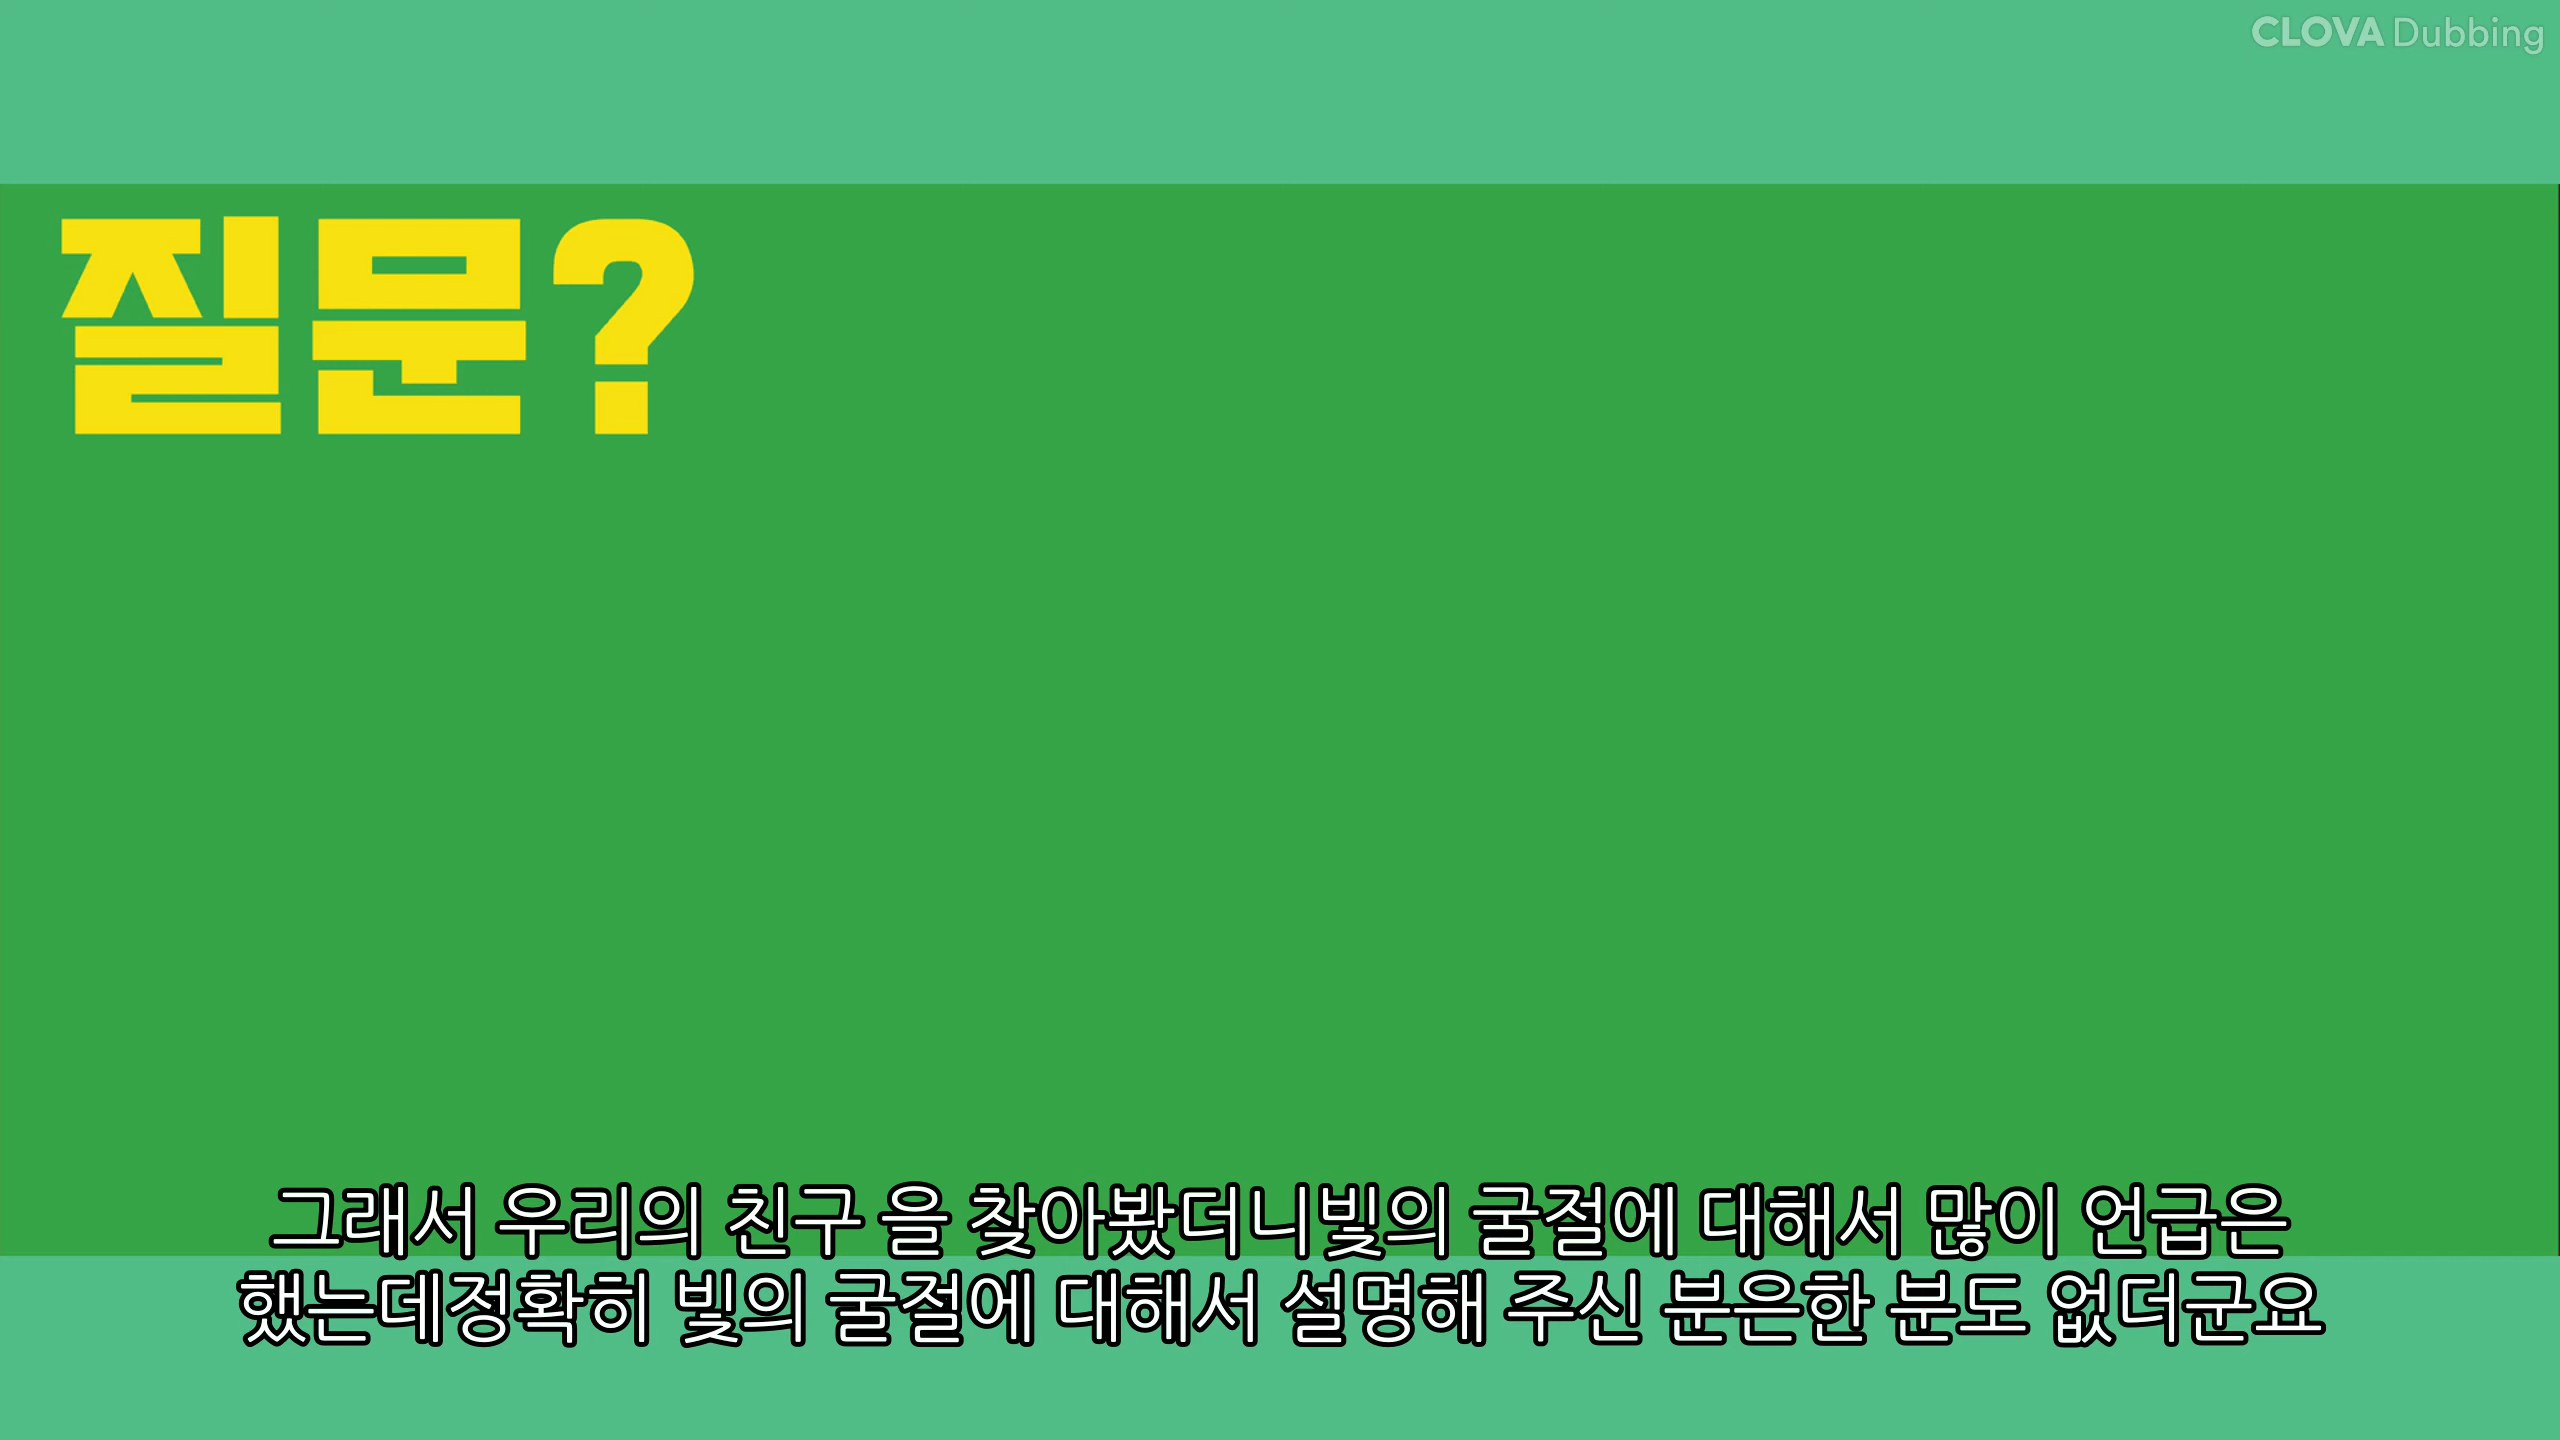 CLOVA Dubbing
질문?
그래서 우리의 친구 을 찾아봤더니빛의 굴절에 대해서 많이 언급은
했는데정확히 빛의 굴절에 대해서 설명해 주신 분은한 분도 없더군요